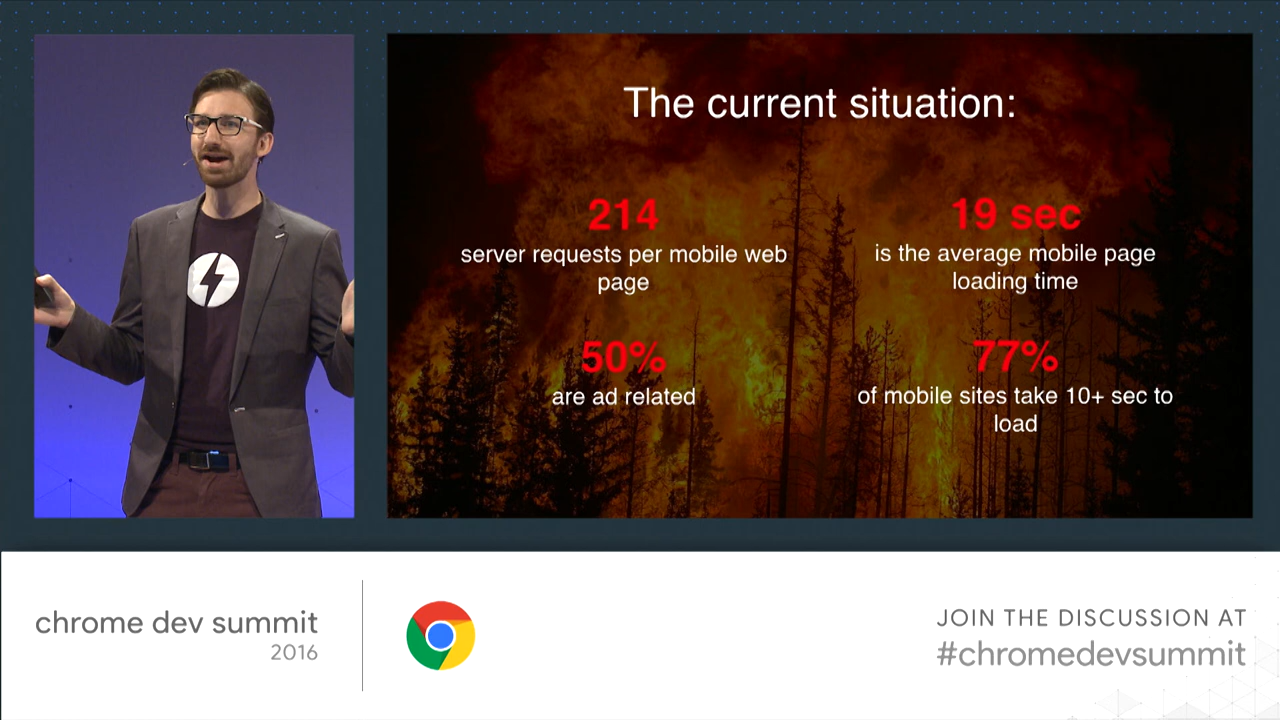 The current situation:
214
server requests per mobile web
page
19 sec
is the average mobile page
loading time
50%
are ad related
77%
of mobile sites take 10+ sec to
load
chrome dev summit
2016
JOIN THE DISCUSSION AT
#chromedevsummit